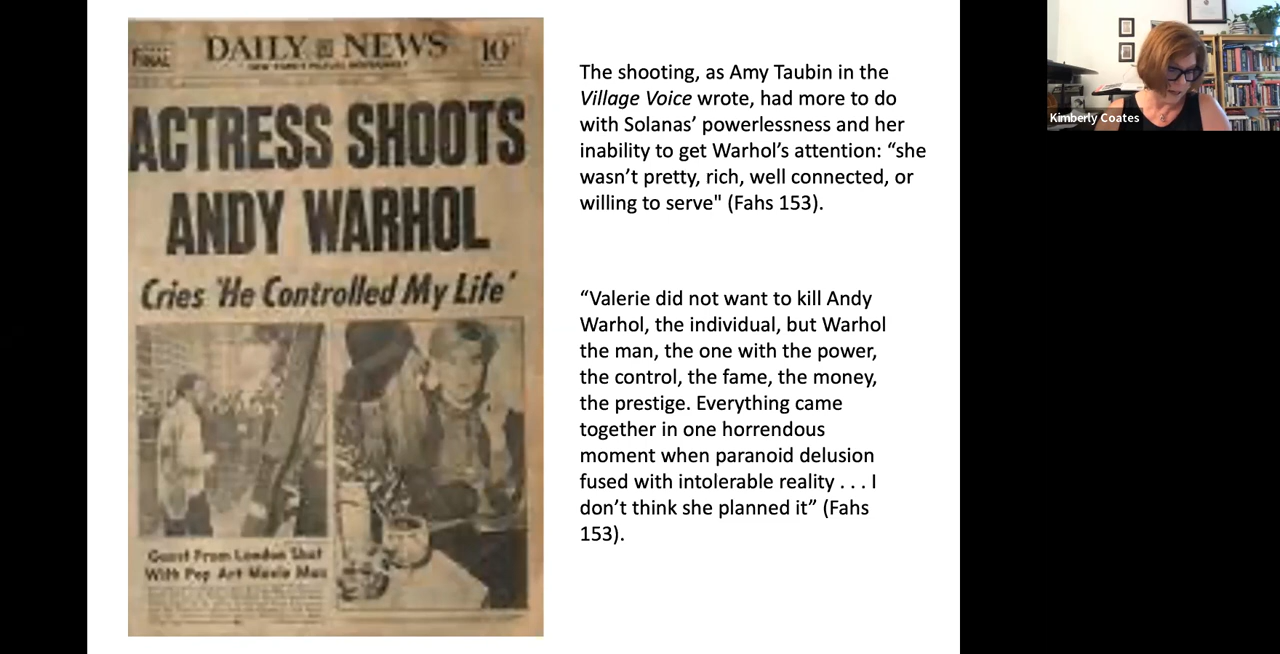 FINAL
DAILY NEWS
NEW YORK'S PICTURE NEWSPAPER
10¢
ACTRESS SHOOTS
ANDY WARHOL
Cries 'He Controlled My Life'
Guest From London Shot
With Pop Art Movie Man
The shooting, as Amy Taubin in the
Village Voice wrote, had more to do
with Solanas’ powerlessness and her
inability to get Warhol’s attention: “she
wasn’t pretty, rich, well connected, or
willing to serve" (Fahs 153).
“Valerie did not want to kill Andy
Warhol, the individual, but Warhol
the man, the one with the power,
the control, the fame, the money,
the prestige. Everything came
together in one horrendous
moment when paranoid delusion
fused with intolerable reality . . . I
don’t think she planned it” (Fahs
153).
Kimberly Coates